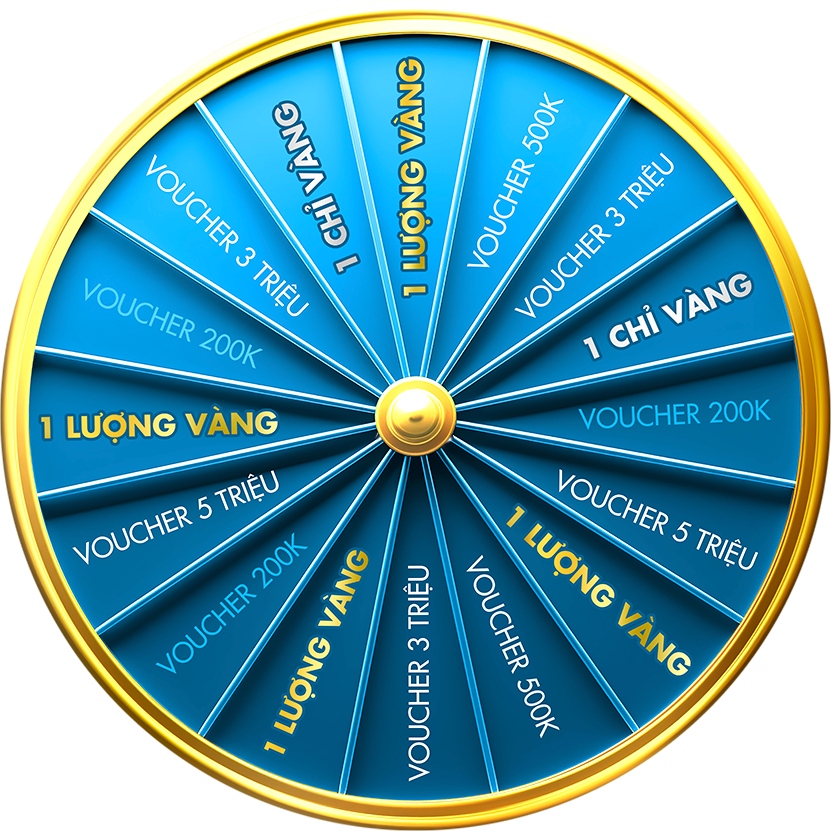 1 LƯỢNG VÀNG
VOUCHER 500K
VOUCHER 3 TRIỆU
1 CHỈ VÀNG
VOUCHER 200K
VOUCHER 5 TRIỆU
1 LƯỢNG VÀNG
VOUCHER 500K
VOUCHER 3 TRIỆU
1 LƯỢNG VÀNG
VOUCHER 200K
VOUCHER 5 TRIỆU
1 LƯỢNG VÀNG
VOUCHER 200K
VOUCHER 3 TRIỆU
1 CHỈ VÀNG